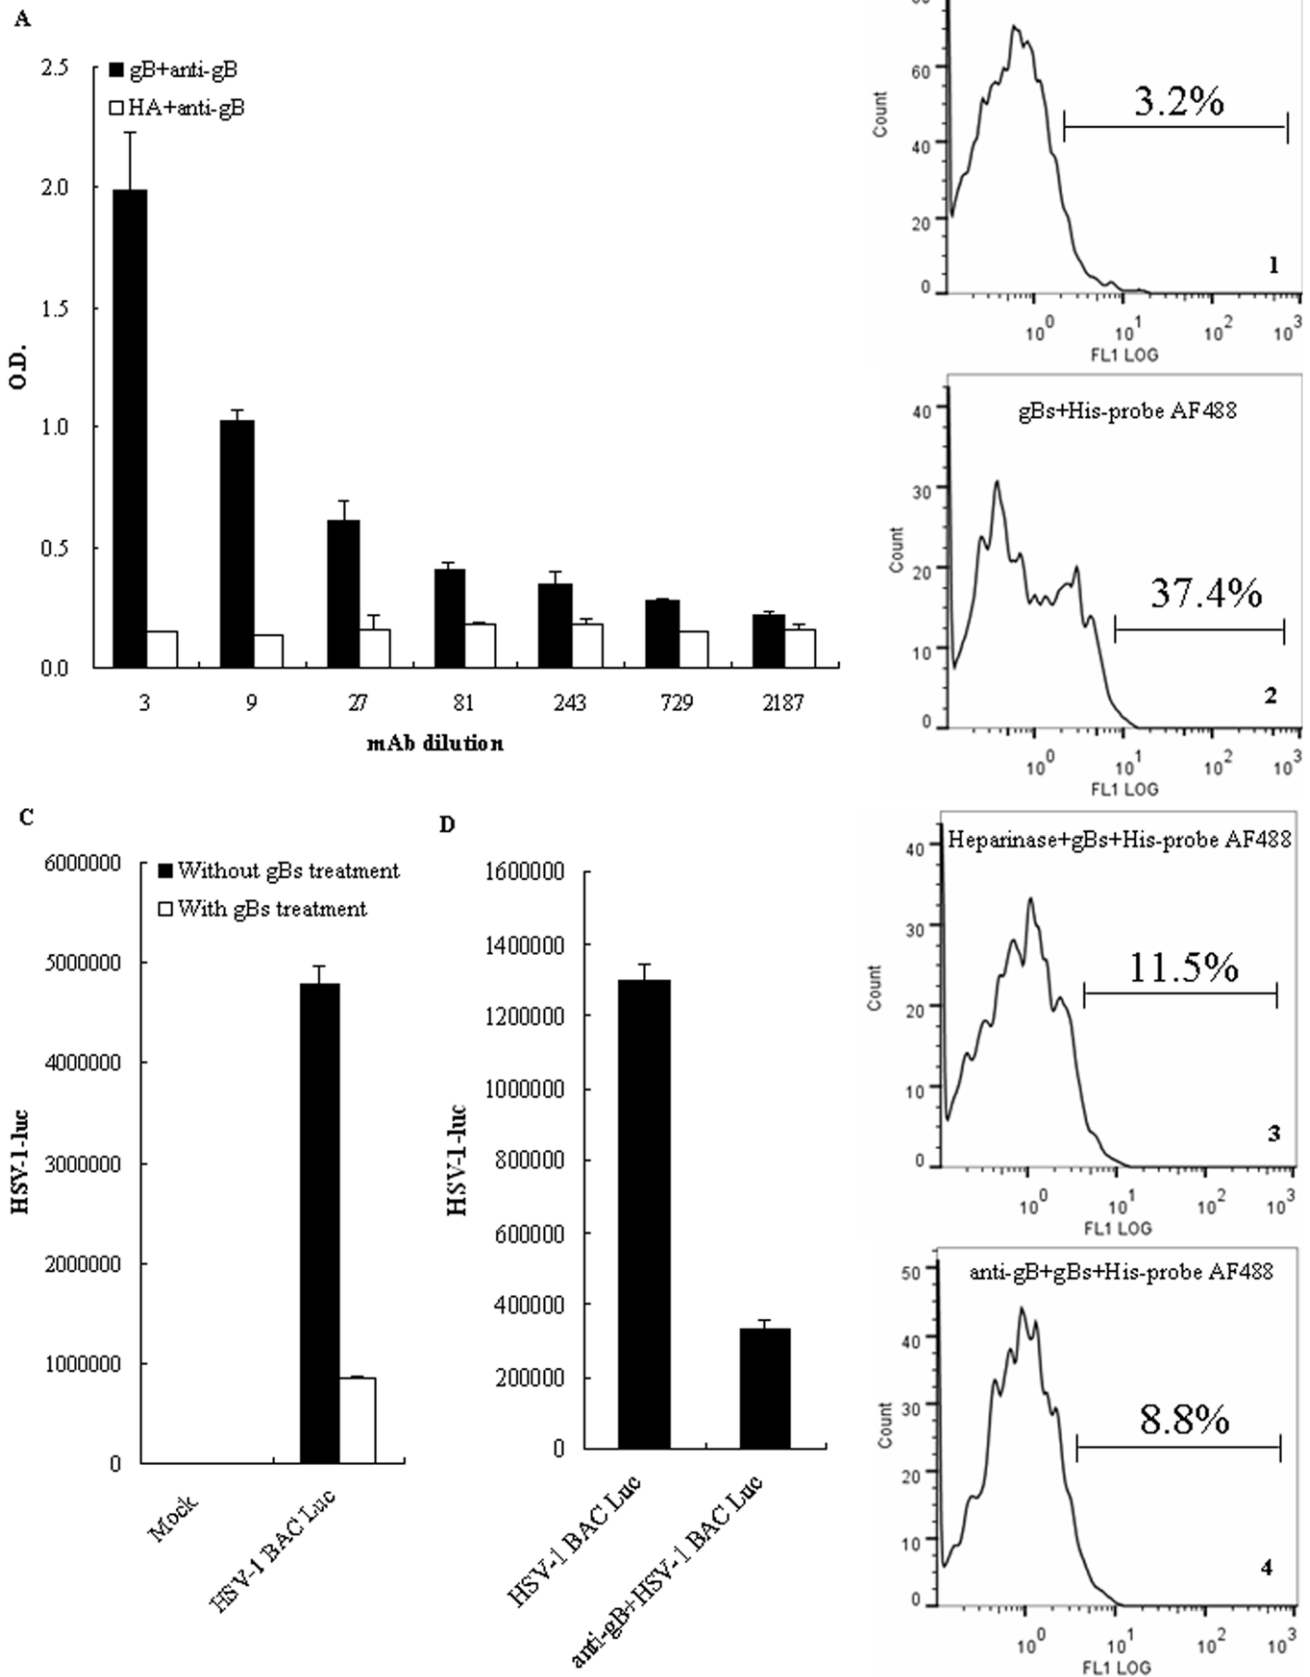 A
gB+anti-gB
HA+anti-gB
2.5
2.0
1.5
1.0
0.5
0.0
O.D.
3 9 27 81 243 729 2187
mAb dilution
60
40
20
0
Count
3.2%
1
10^0 10^1 10^2 10^3
FL1 LOG
gBs+His-probe AF488
40
30
20
10
0
Count
37.4%
2
10^0 10^1 10^2 10^3
FL1 LOG
C
Without gBs treatment
With gBs treatment
6000000
5000000
4000000
3000000
2000000
1000000
0
HSV-1-luc
Mock
HSV-1 BAC Luc
D
1600000
1400000
1200000
1000000
800000
600000
400000
200000
0
HSV-1-luc
HSV-1 BAC Luc
anti-gB+HSV-1 BAC Luc
Heparinase+gBs+His-probe AF488
40
30
20
10
0
Count
11.5%
3
10^0 10^1 10^2 10^3
FL1 LOG
anti-gB+gBs+His-probe AF488
50
40
30
20
10
0
Count
8.8%
4
10^0 10^1 10^2 10^3
FL1 LOG